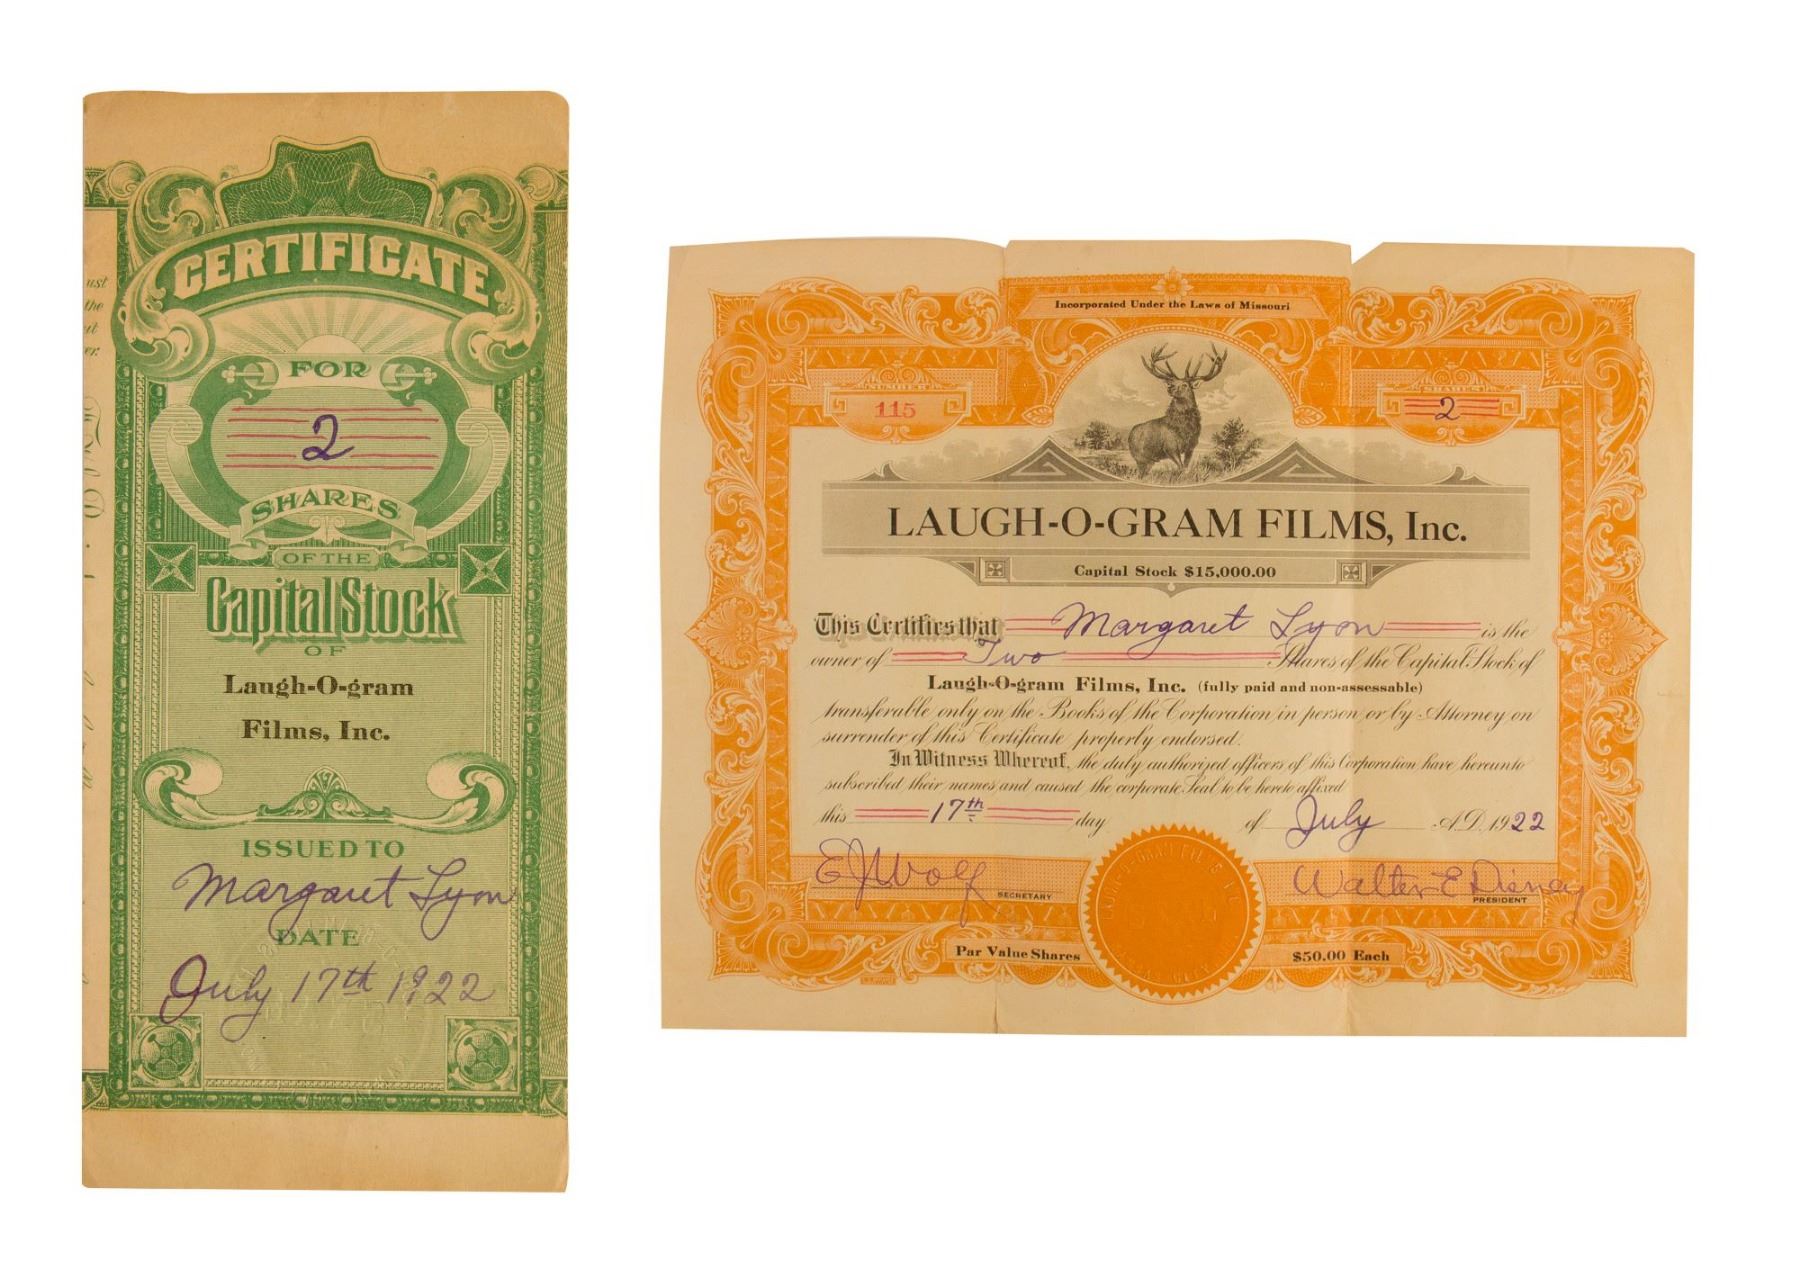 CERTIFICATE
FOR
2
SHARES
OF THE
Capital Stock
OF
Laugh-O-gram
Films, Inc.
ISSUED TO
Margaret Lyon
DATE
July 17th 1922
ust
the
er.
Incorporated Under the Laws of Missouri
NUMBER
115
SHARES
2
LAUGH-O-GRAM FILMS, Inc.
Capital Stock $15,000.00
This Certifies that Margaret Lyon is the
owner of Two Shares of the Capital Stock of
Laugh-O-gram Films, Inc. (fully paid and non-assessable)
transferable only on the Books of the Corporation in person or by Attorney on
surrender of this Certificate properly endorsed.
In Witness Whereof, the duly authorized officers of this Corporation have hereunto
subscribed their names and caused the corporate Seal to be hereto affixed
this 17th day of July A.D. 1922
E J Wolf
SECRETARY
Walter E Disney
PRESIDENT
Par Value Shares
$50.00 Each